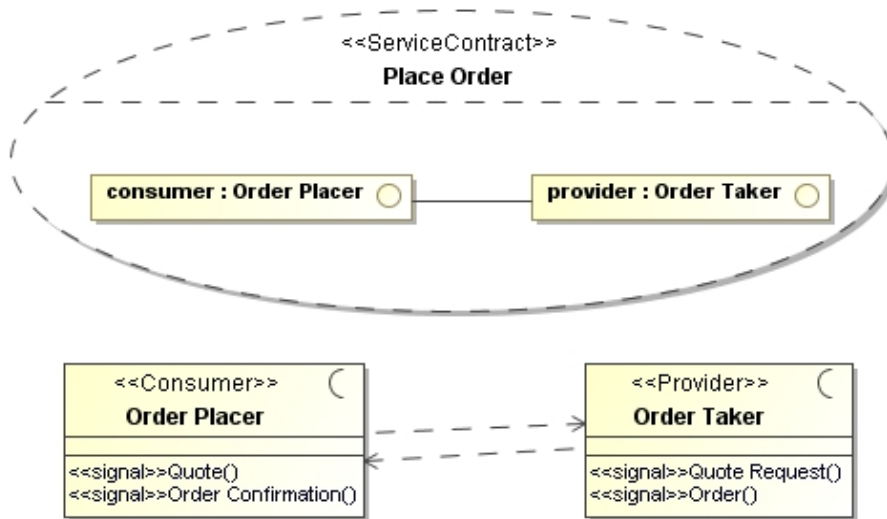 <<ServiceContract>>
Place Order
consumer : Order Placer
provider : Order Taker
<<Consumer>>
Order Placer
<<signal>>Quote()
<<signal>>Order Confirmation()
<<Provider>>
Order Taker
<<signal>>Quote Request()
<<signal>>Order()